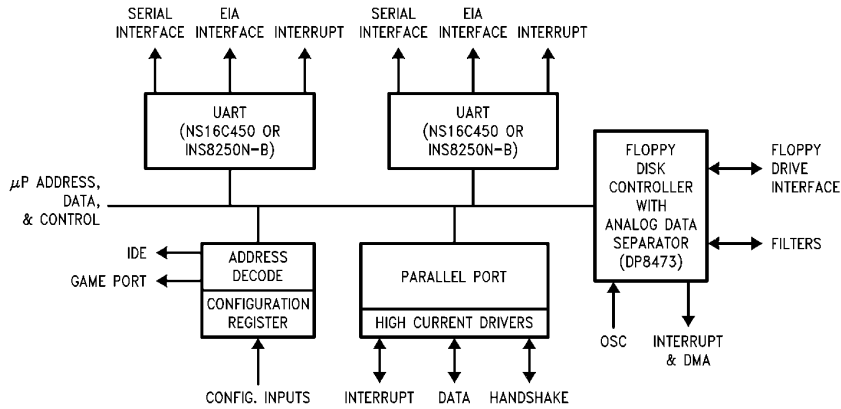 SERIAL
INTERFACE
EIA
INTERFACE
INTERRUPT
SERIAL
INTERFACE
EIA
INTERFACE
INTERRUPT
UART
(NS16C450 OR
INS8250N-B)
UART
(NS16C450 OR
INS8250N-B)
FLOPPY
DISK
CONTROLLER
WITH
ANALOG DATA
SEPARATOR
(DP8473)
FLOPPY
DRIVE
INTERFACE
FILTERS
μP ADDRESS,
DATA,
& CONTROL
IDE
GAME PORT
ADDRESS
DECODE
CONFIGURATION
REGISTER
PARALLEL PORT
HIGH CURRENT DRIVERS
OSC
INTERRUPT
& DMA
CONFIG. INPUTS
INTERRUPT
DATA
HANDSHAKE